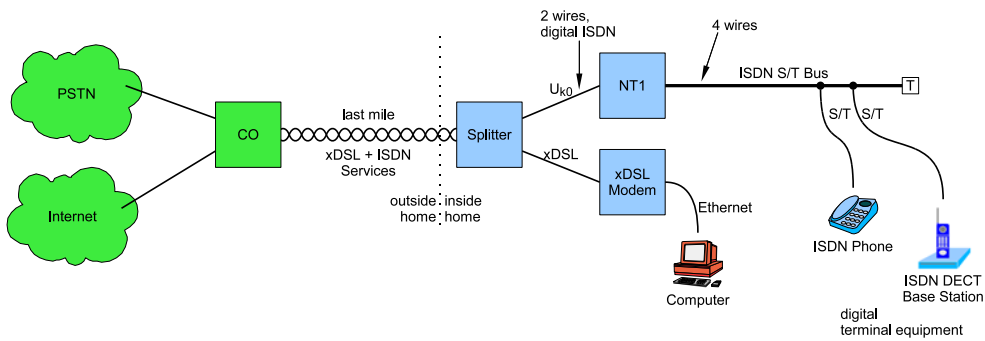 PSTN
Internet
CO
last mile
xDSL + ISDN
Services
outside
home
inside
home
Splitter
2 wires,
digital ISDN
Uk0
xDSL
NT1
xDSL
Modem
Ethernet
Computer
4 wires
ISDN S/T Bus
T
S/T
S/T
ISDN Phone
ISDN DECT
Base Station
digital
terminal equipment